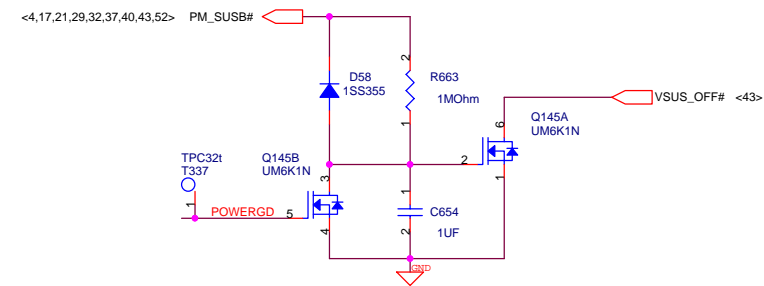 <4,17,21,29,32,37,40,43,52> PM_SUSB#
D58
1SS355
2
R663
1MOhm
1
VSUS_OFF# <43>
Q145A
UM6K1N
6
2
1
TPC32t
T337
1
Q145B
UM6K1N
3
POWERGD 5
4
1
C654
2
1UF
GND